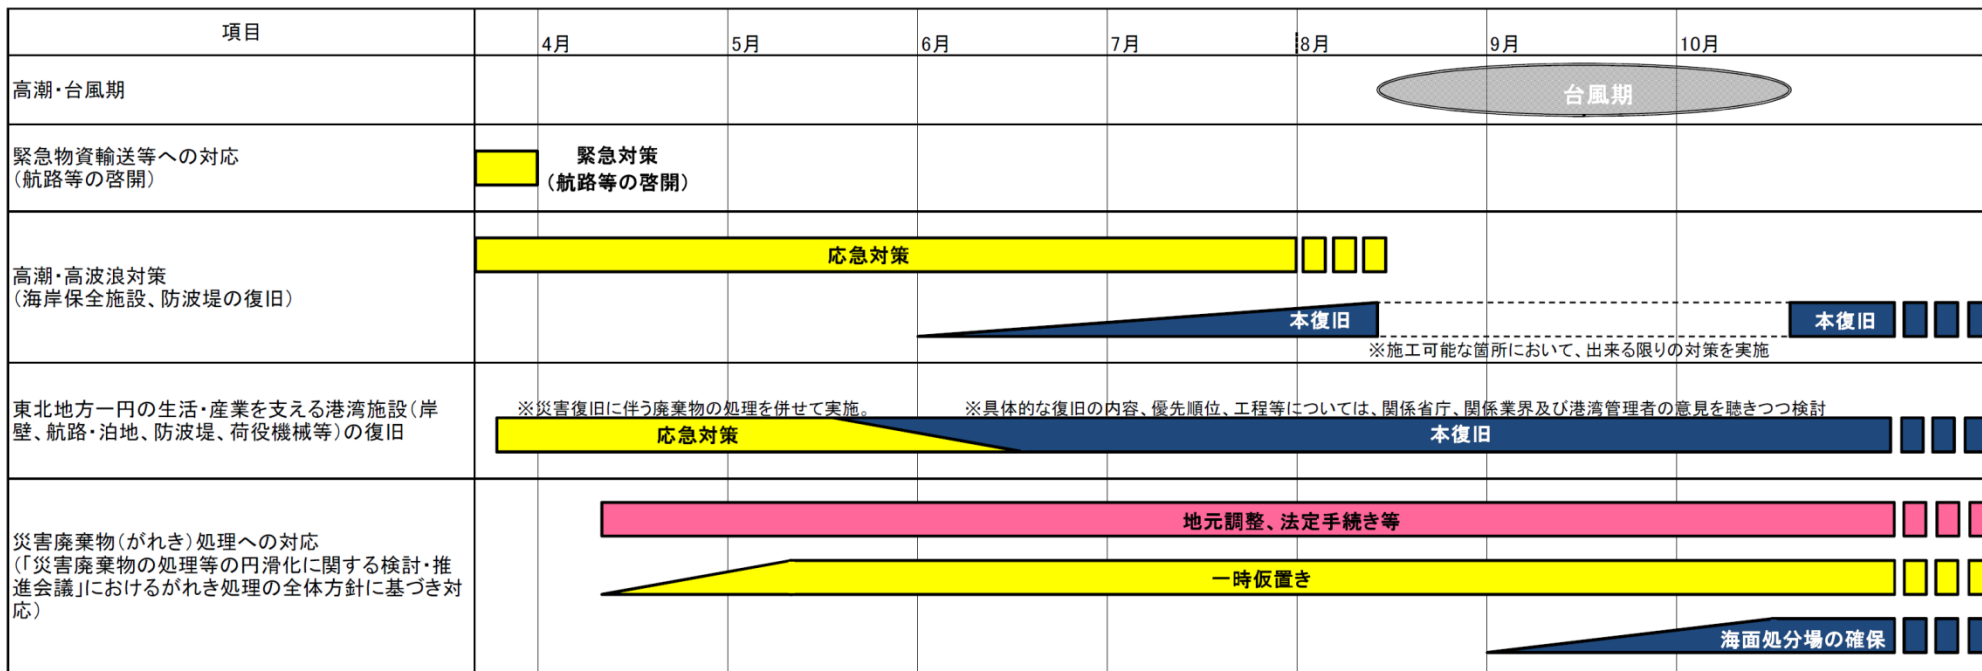 項目
4月
5月
6月
7月
8月
9月
10月
高潮・台風期
台風期
緊急物資輸送等への対応
(航路等の啓開)
緊急対策
(航路等の啓開)
高潮・高波浪対策
(海岸保全施設、防波堤の復旧)
応急対策
本復旧
本復旧
※施工可能な箇所において、出来る限りの対策を実施
東北地方一円の生活・産業を支える港湾施設(岸
壁、航路・泊地、防波堤、荷役機械等)の復旧
※災害復旧に伴う廃棄物の処理を併せて実施。
※具体的な復旧の内容、優先順位、工程等については、関係省庁、関係業界及び港湾管理者の意見を聴きつつ検討
応急対策
本復旧
災害廃棄物(がれき)処理への対応
(「災害廃棄物の処理等の円滑化に関する検討・推
進会議」におけるがれき処理の全体方針に基づき対
応)
地元調整、法定手続き等
一時仮置き
海面処分場の確保